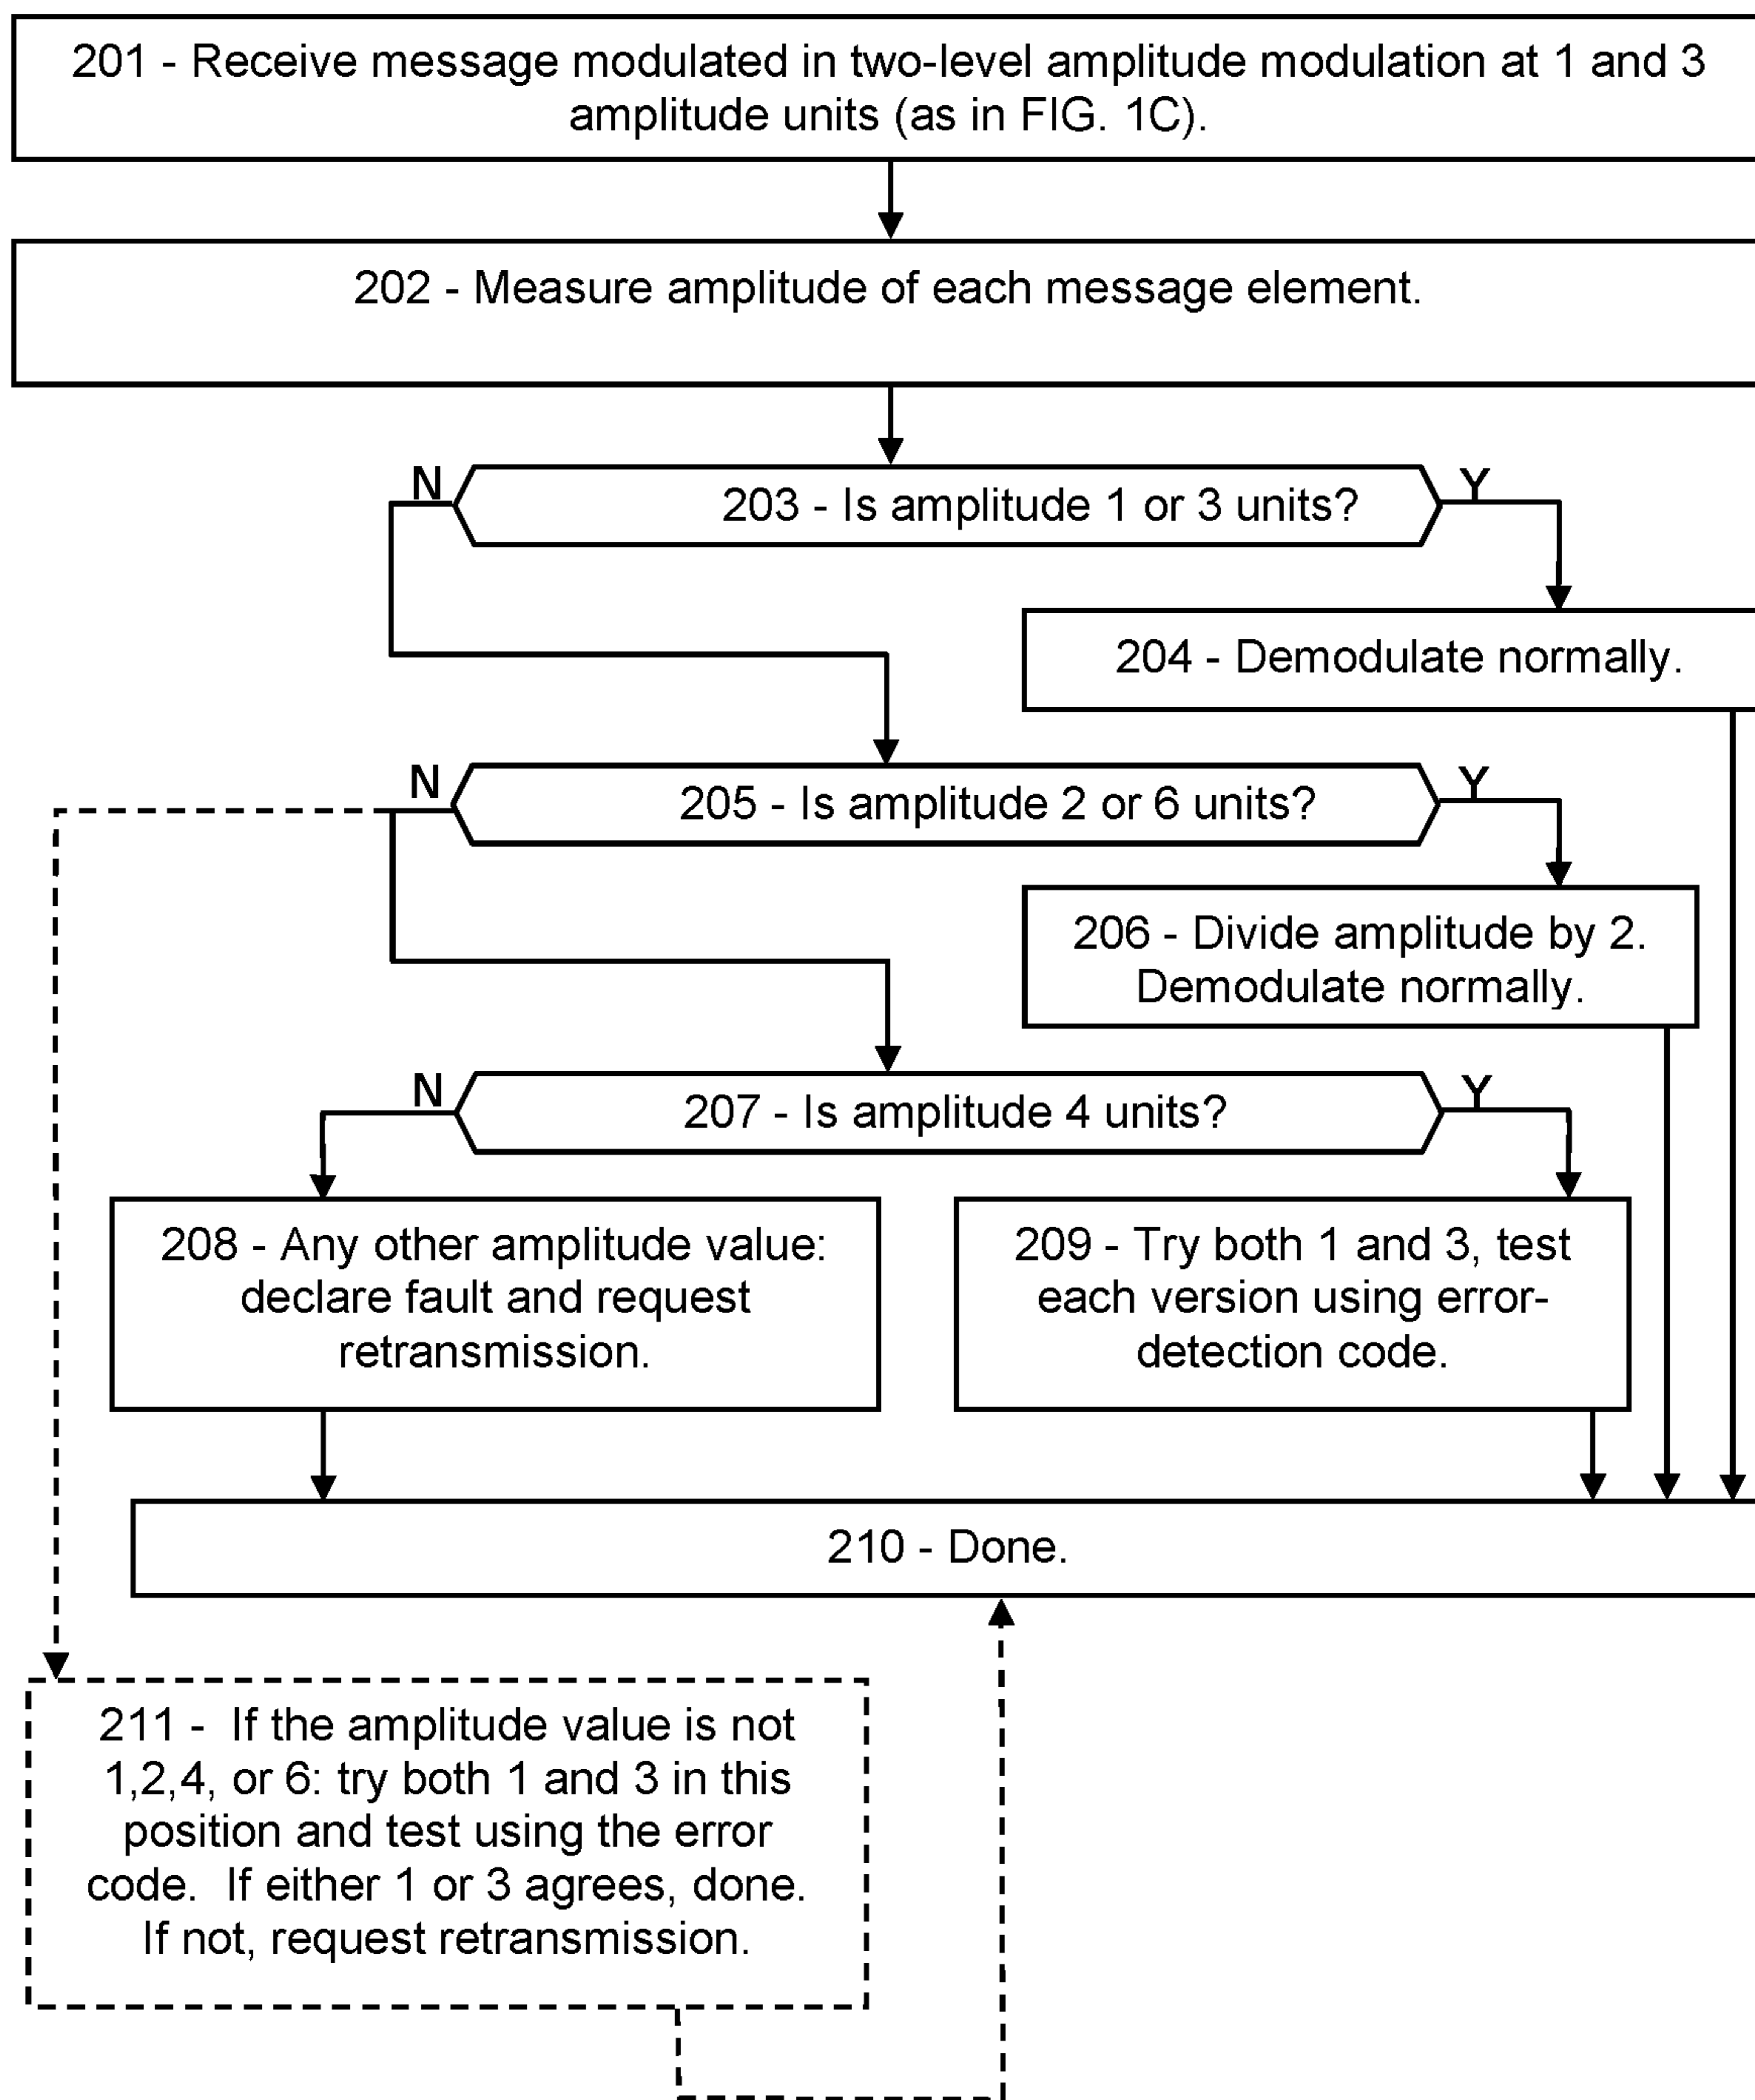 201 - Receive message modulated in two-level amplitude modulation at 1 and 3
amplitude units (as in FIG. 1C).
202 - Measure amplitude of each message element.
N
203 - Is amplitude 1 or 3 units?
Y
204 - Demodulate normally.
N
205 - Is amplitude 2 or 6 units?
Y
206 - Divide amplitude by 2.
Demodulate normally.
N
207 - Is amplitude 4 units?
Y
208 - Any other amplitude value:
declare fault and request
retransmission.
209 - Try both 1 and 3, test
each version using error-
detection code.
210 - Done.
211 -  If the amplitude value is not
1,2,4, or 6: try both 1 and 3 in this
position and test using the error
code.  If either 1 or 3 agrees, done.
If not, request retransmission.